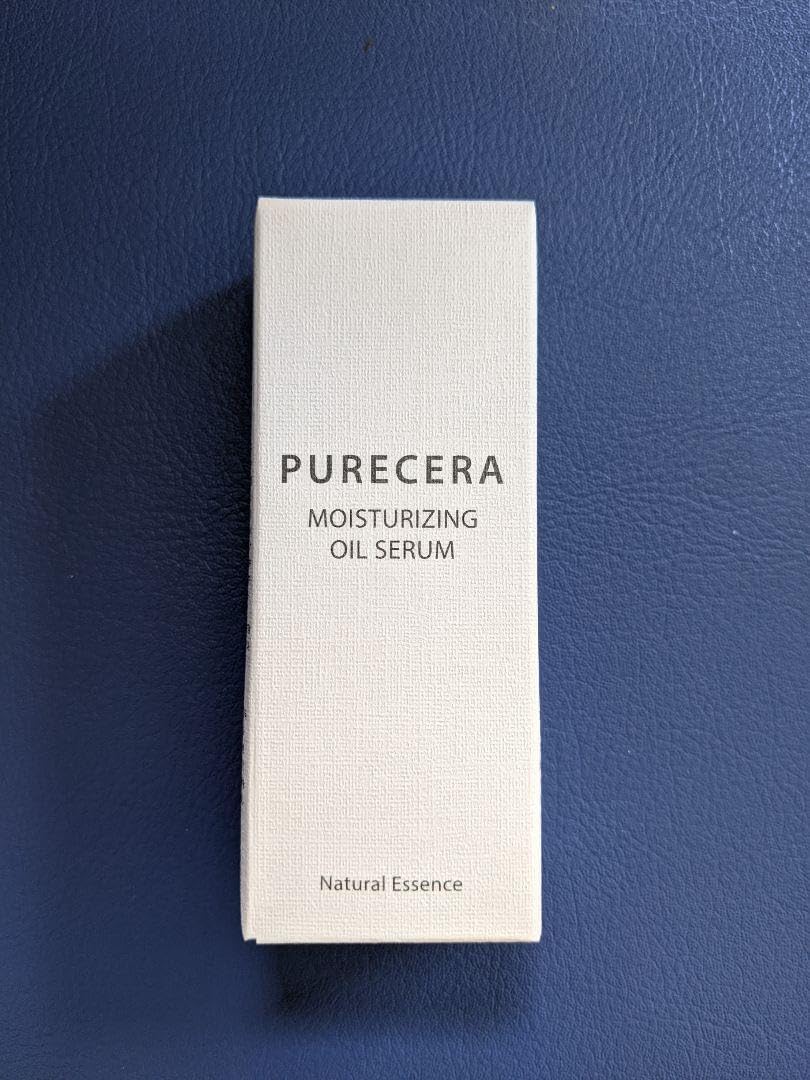 PURECERA
MOISTURIZING
OIL SERUM
Natural Essence